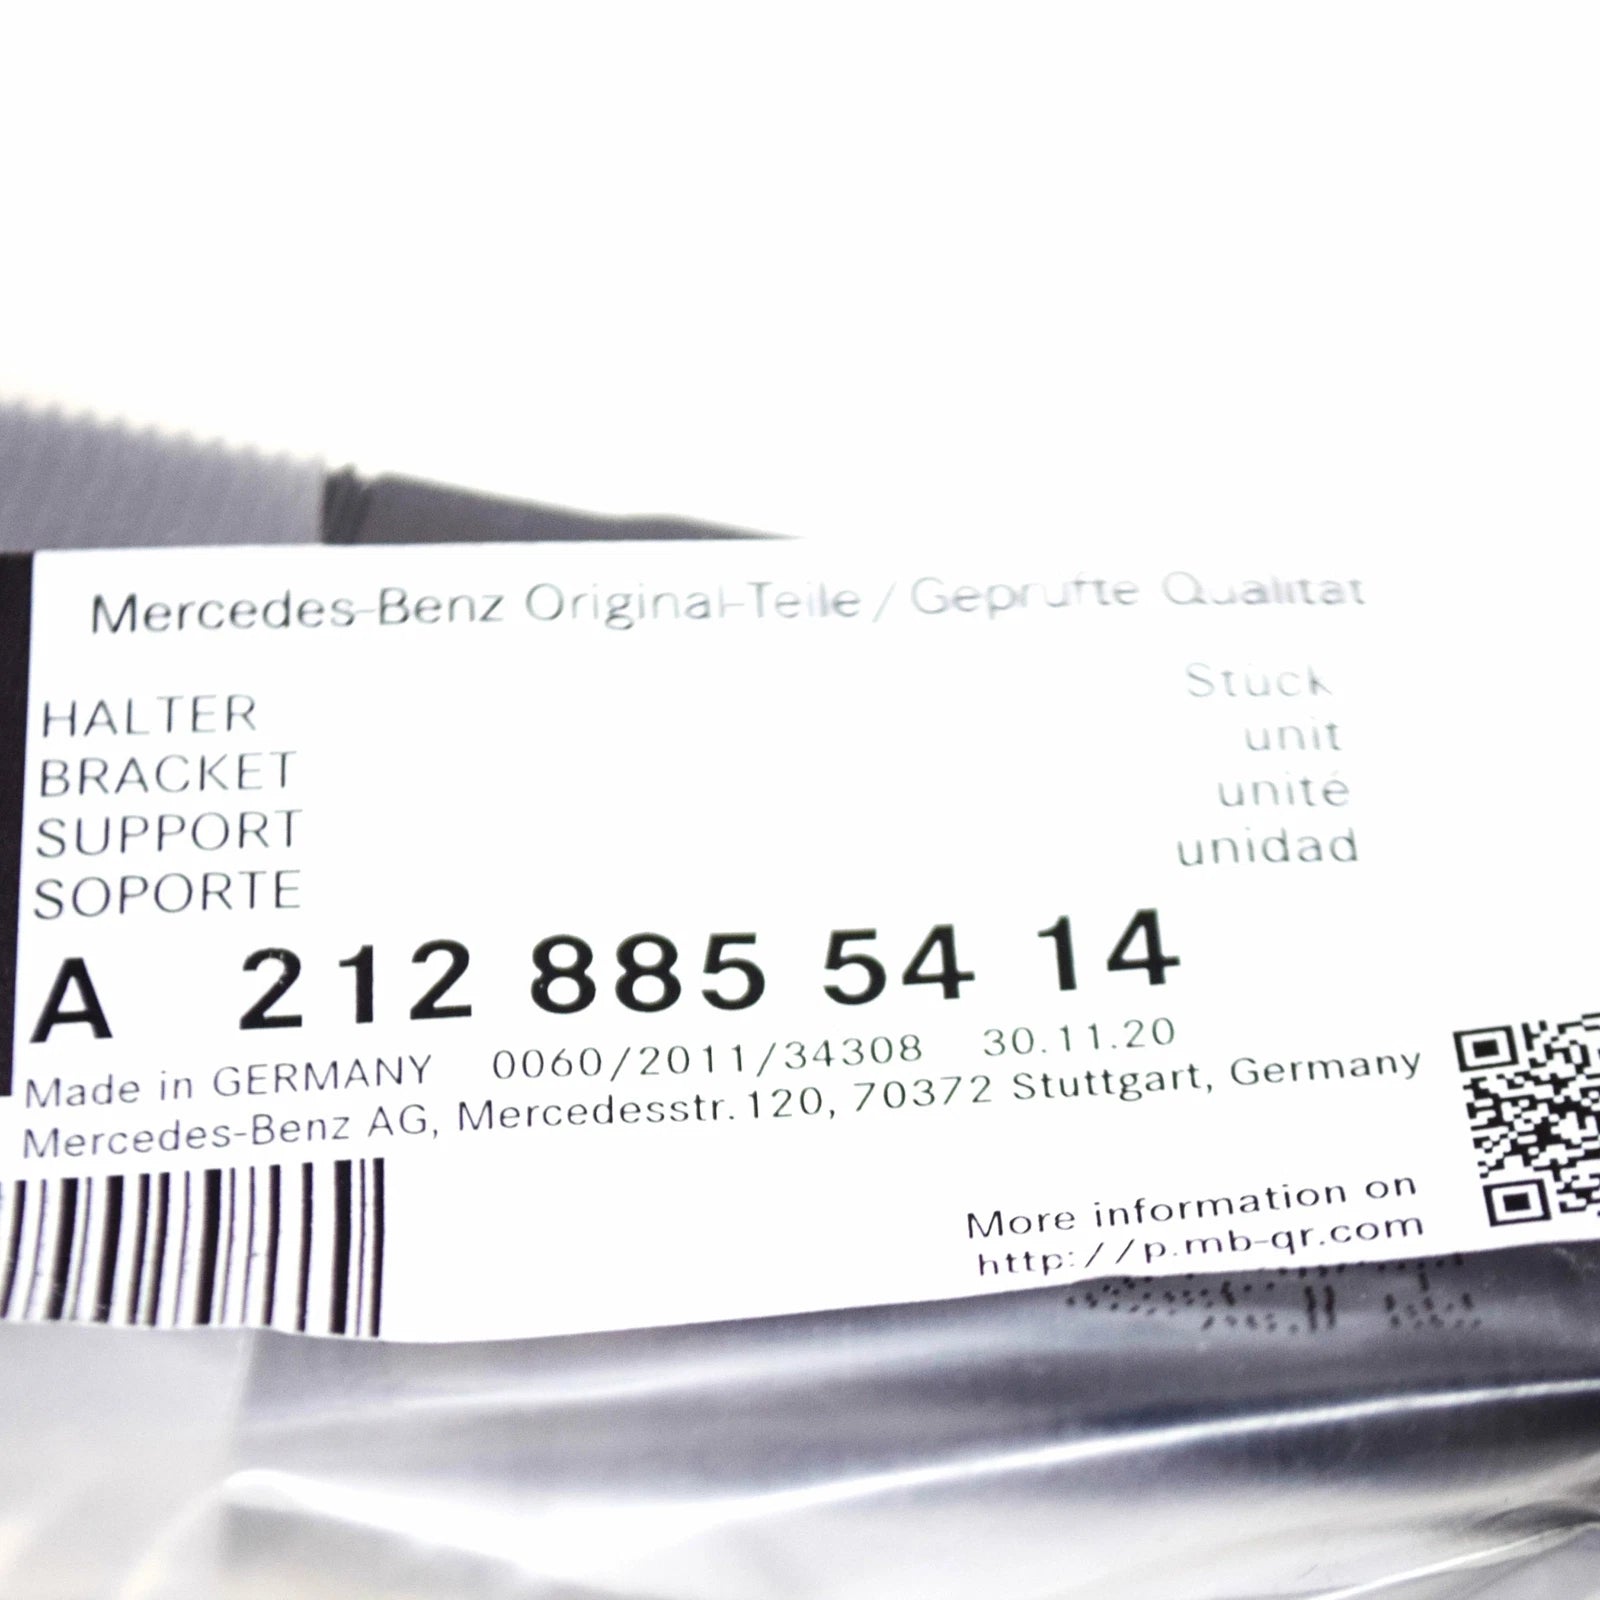 Mercedes-Benz Original-Teile / Geprüfte Qualität
HALTER
BRACKET
SUPPORT
SOPORTE
Stück
unit
unité
unidad
A 212 885 54 14
Made in GERMANY 0060/2011/34308 30.11.20
Mercedes-Benz AG, Mercedesstr. 120, 70372 Stuttgart, Germany
More information on
http://p.mb-qr.com